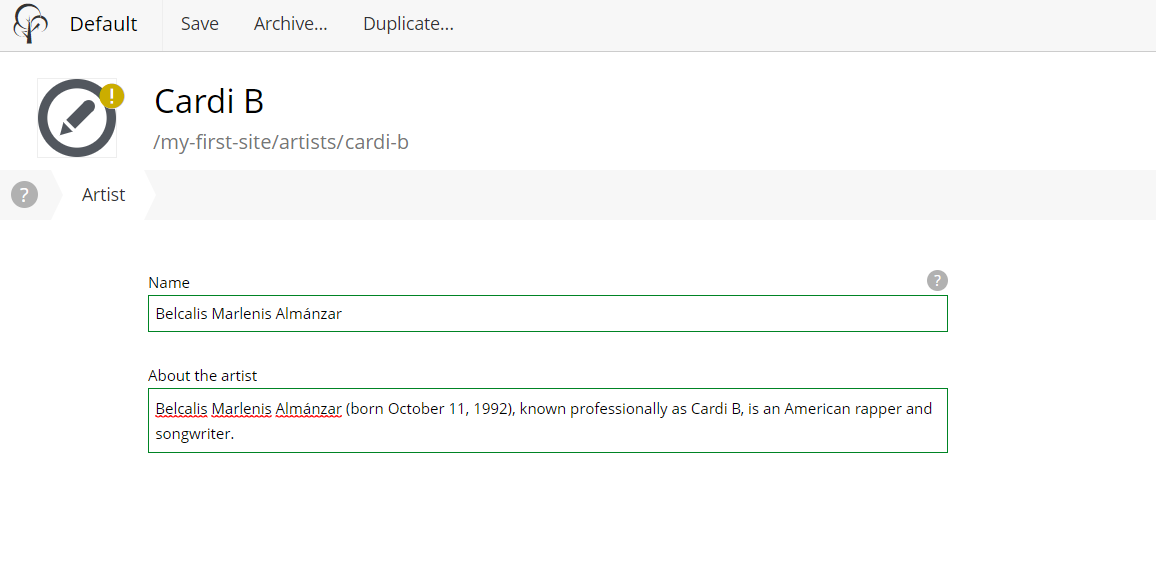 Default Save Archive... Duplicate...
!
Cardi B
/my-first-site/artists/cardi-b
? Artist
Name ?
Belcalis Marlenis Almánzar
About the artist
Belcalis Marlenis Almánzar (born October 11, 1992), known professionally as Cardi B, is an American rapper and
songwriter.